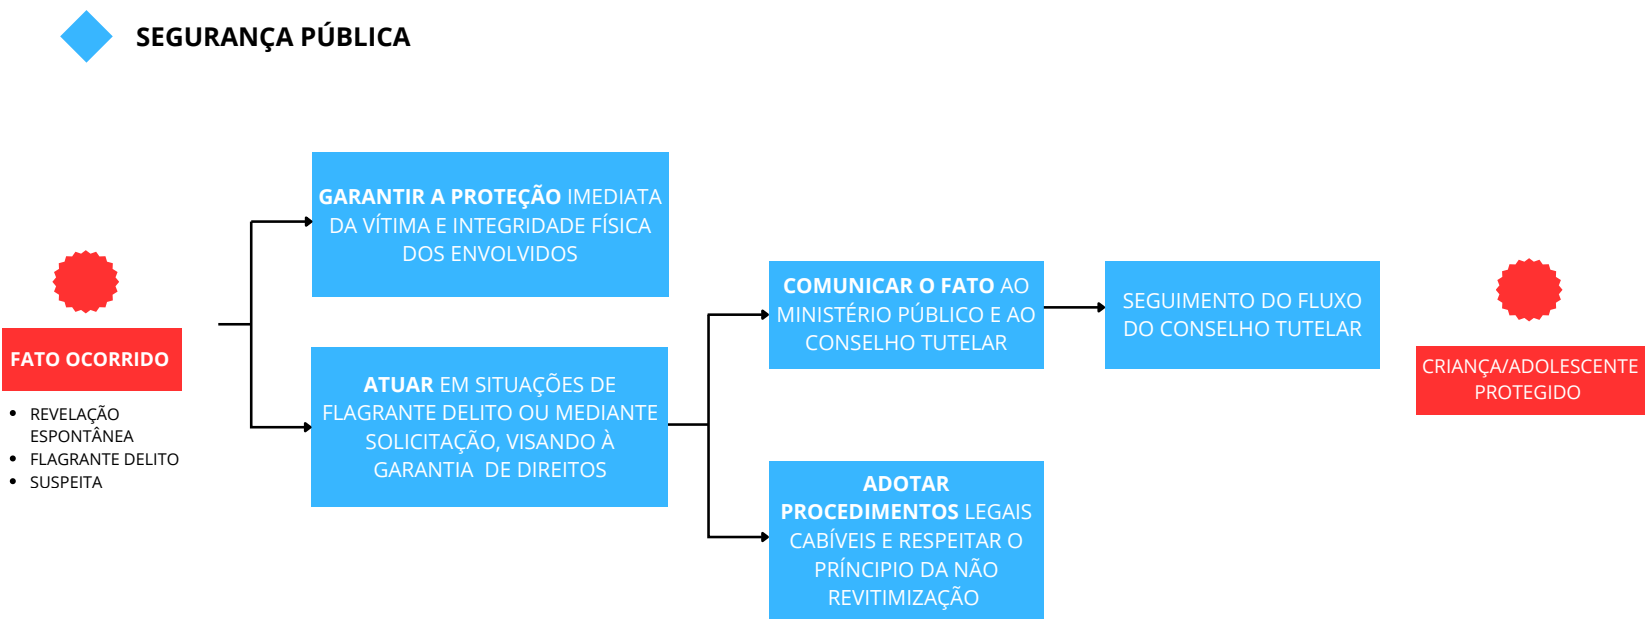 SEGURANÇA PÚBLICA
FATO OCORRIDO
• REVELAÇÃO
ESPONTÂNEA
• FLAGRANTE DELITO
• SUSPEITA
GARANTIR A PROTEÇÃO IMEDIATA
DA VÍTIMA E INTEGRIDADE FÍSICA
DOS ENVOLVIDOS
ATUAR EM SITUAÇÕES DE
FLAGRANTE DELITO OU MEDIANTE
SOLICITAÇÃO, VISANDO À
GARANTIA DE DIREITOS
COMUNICAR O FATO AO
MINISTÉRIO PÚBLICO E AO
CONSELHO TUTELAR
ADOTAR
PROCEDIMENTOS LEGAIS
CABÍVEIS E RESPEITAR O
PRÍNCIPIO DA NÃO
REVITIMIZAÇÃO
SEGUIMENTO DO FLUXO
DO CONSELHO TUTELAR
CRIANÇA/ADOLESCENTE
PROTEGIDO